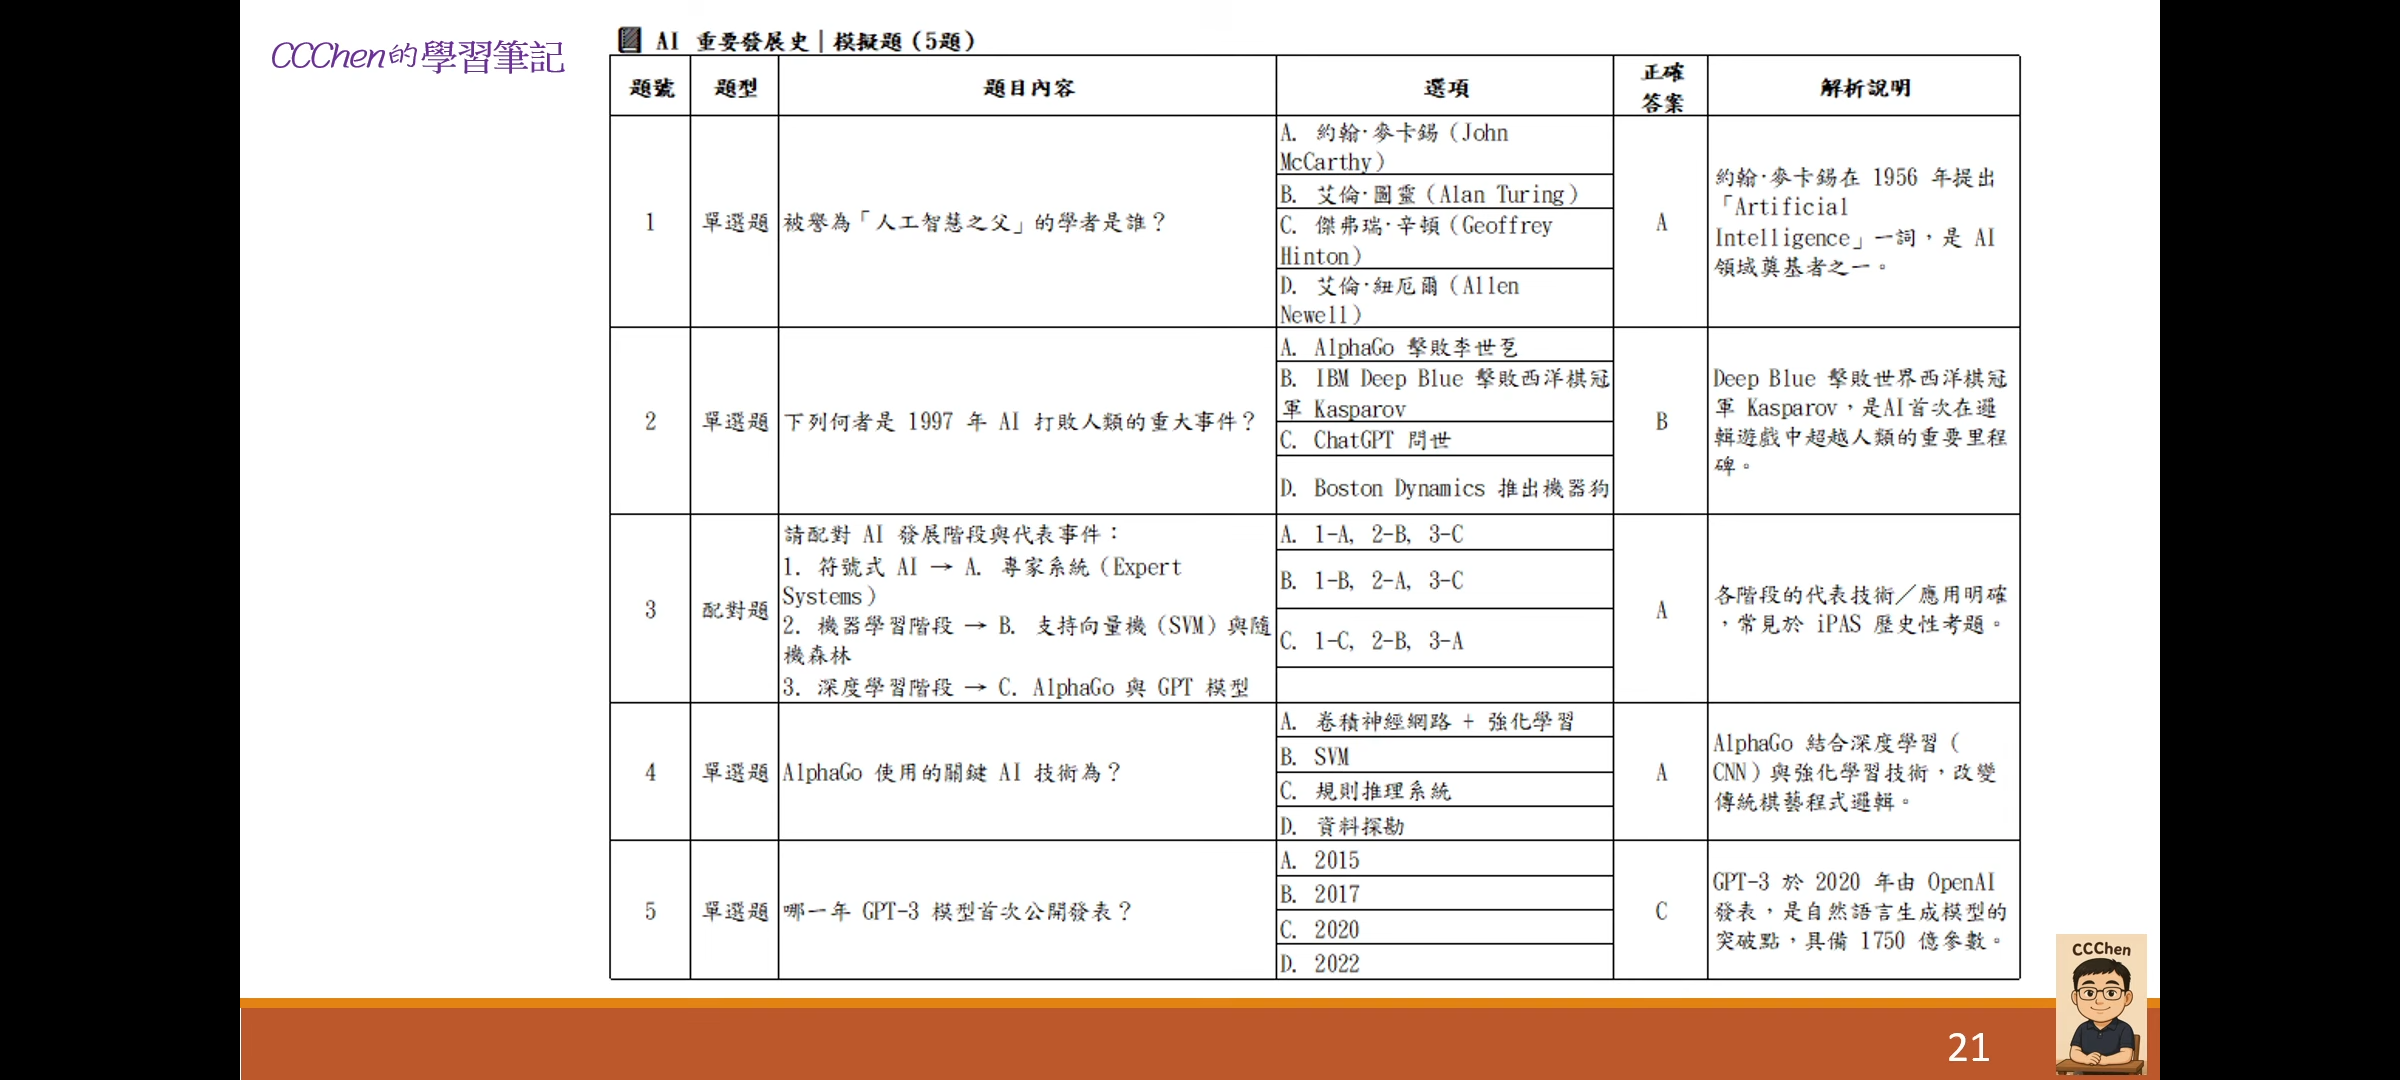 CCChen的學習筆記
AI 重要發展史|模擬題(5題)
題號 題型 題目內容 選項 正確答案 解析說明
1
單選題
被譽為「人工智慧之父」的學者是誰?
A. 約翰·麥卡錫(John
McCarthy)
B. 艾倫·圖靈(Alan Turing)
C. 傑弗瑞·辛頓(Geoffrey
Hinton)
D. 艾倫·紐厄爾(Allen
Newell)
A
約翰·麥卡錫在 1956 年提出
「Artificial
Intelligence」一詞,是 AI
領域奠基者之一。
2
單選題
下列何者是 1997 年 AI 打敗人類的重大事件?
A. AlphaGo 擊敗李世乭
B. IBM Deep Blue 擊敗西洋棋冠
軍 Kasparov
C. ChatGPT 問世
D. Boston Dynamics 推出機器狗
B
Deep Blue 擊敗世界西洋棋冠
軍 Kasparov,是AI首次在邏
輯遊戲中超越人類的重要里程
碑。
3
配對題
請配對 AI 發展階段與代表事件:
1. 符號式 AI → A. 專家系統(Expert
Systems)
2. 機器學習階段 → B. 支持向量機(SVM)與隨
機森林
3. 深度學習階段 → C. AlphaGo 與 GPT 模型
A. 1-A, 2-B, 3-C
B. 1-B, 2-A, 3-C
C. 1-C, 2-B, 3-A
A
各階段的代表技術/應用明確
,常見於 iPAS 歷史性考題。
4
單選題
AlphaGo 使用的關鍵 AI 技術為?
A. 卷積神經網路 + 強化學習
B. SVM
C. 規則推理系統
D. 資料探勘
A
AlphaGo 結合深度學習(
CNN)與強化學習技術,改變
傳統棋藝程式邏輯。
5
單選題
哪一年 GPT-3 模型首次公開發表?
A. 2015
B. 2017
C. 2020
D. 2022
C
GPT-3 於 2020 年由 OpenAI
發表,是自然語言生成模型的
突破點,具備 1750 億參數。
CCChen
21